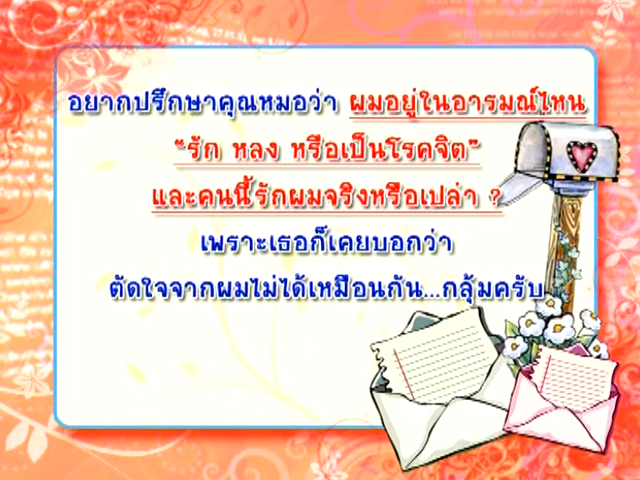 อยากปรึกษาคุณหมอว่า ผมอยู่ในอารมณ์ไหน
“รัก หลง หรือเป็นโรคจิต”
และคนนี้รักผมจริงหรือเปล่า ?
เพราะเธอก็เคยบอกว่า
ตัดใจจากผมไม่ได้เหมือนกัน...กลุ้มครับ